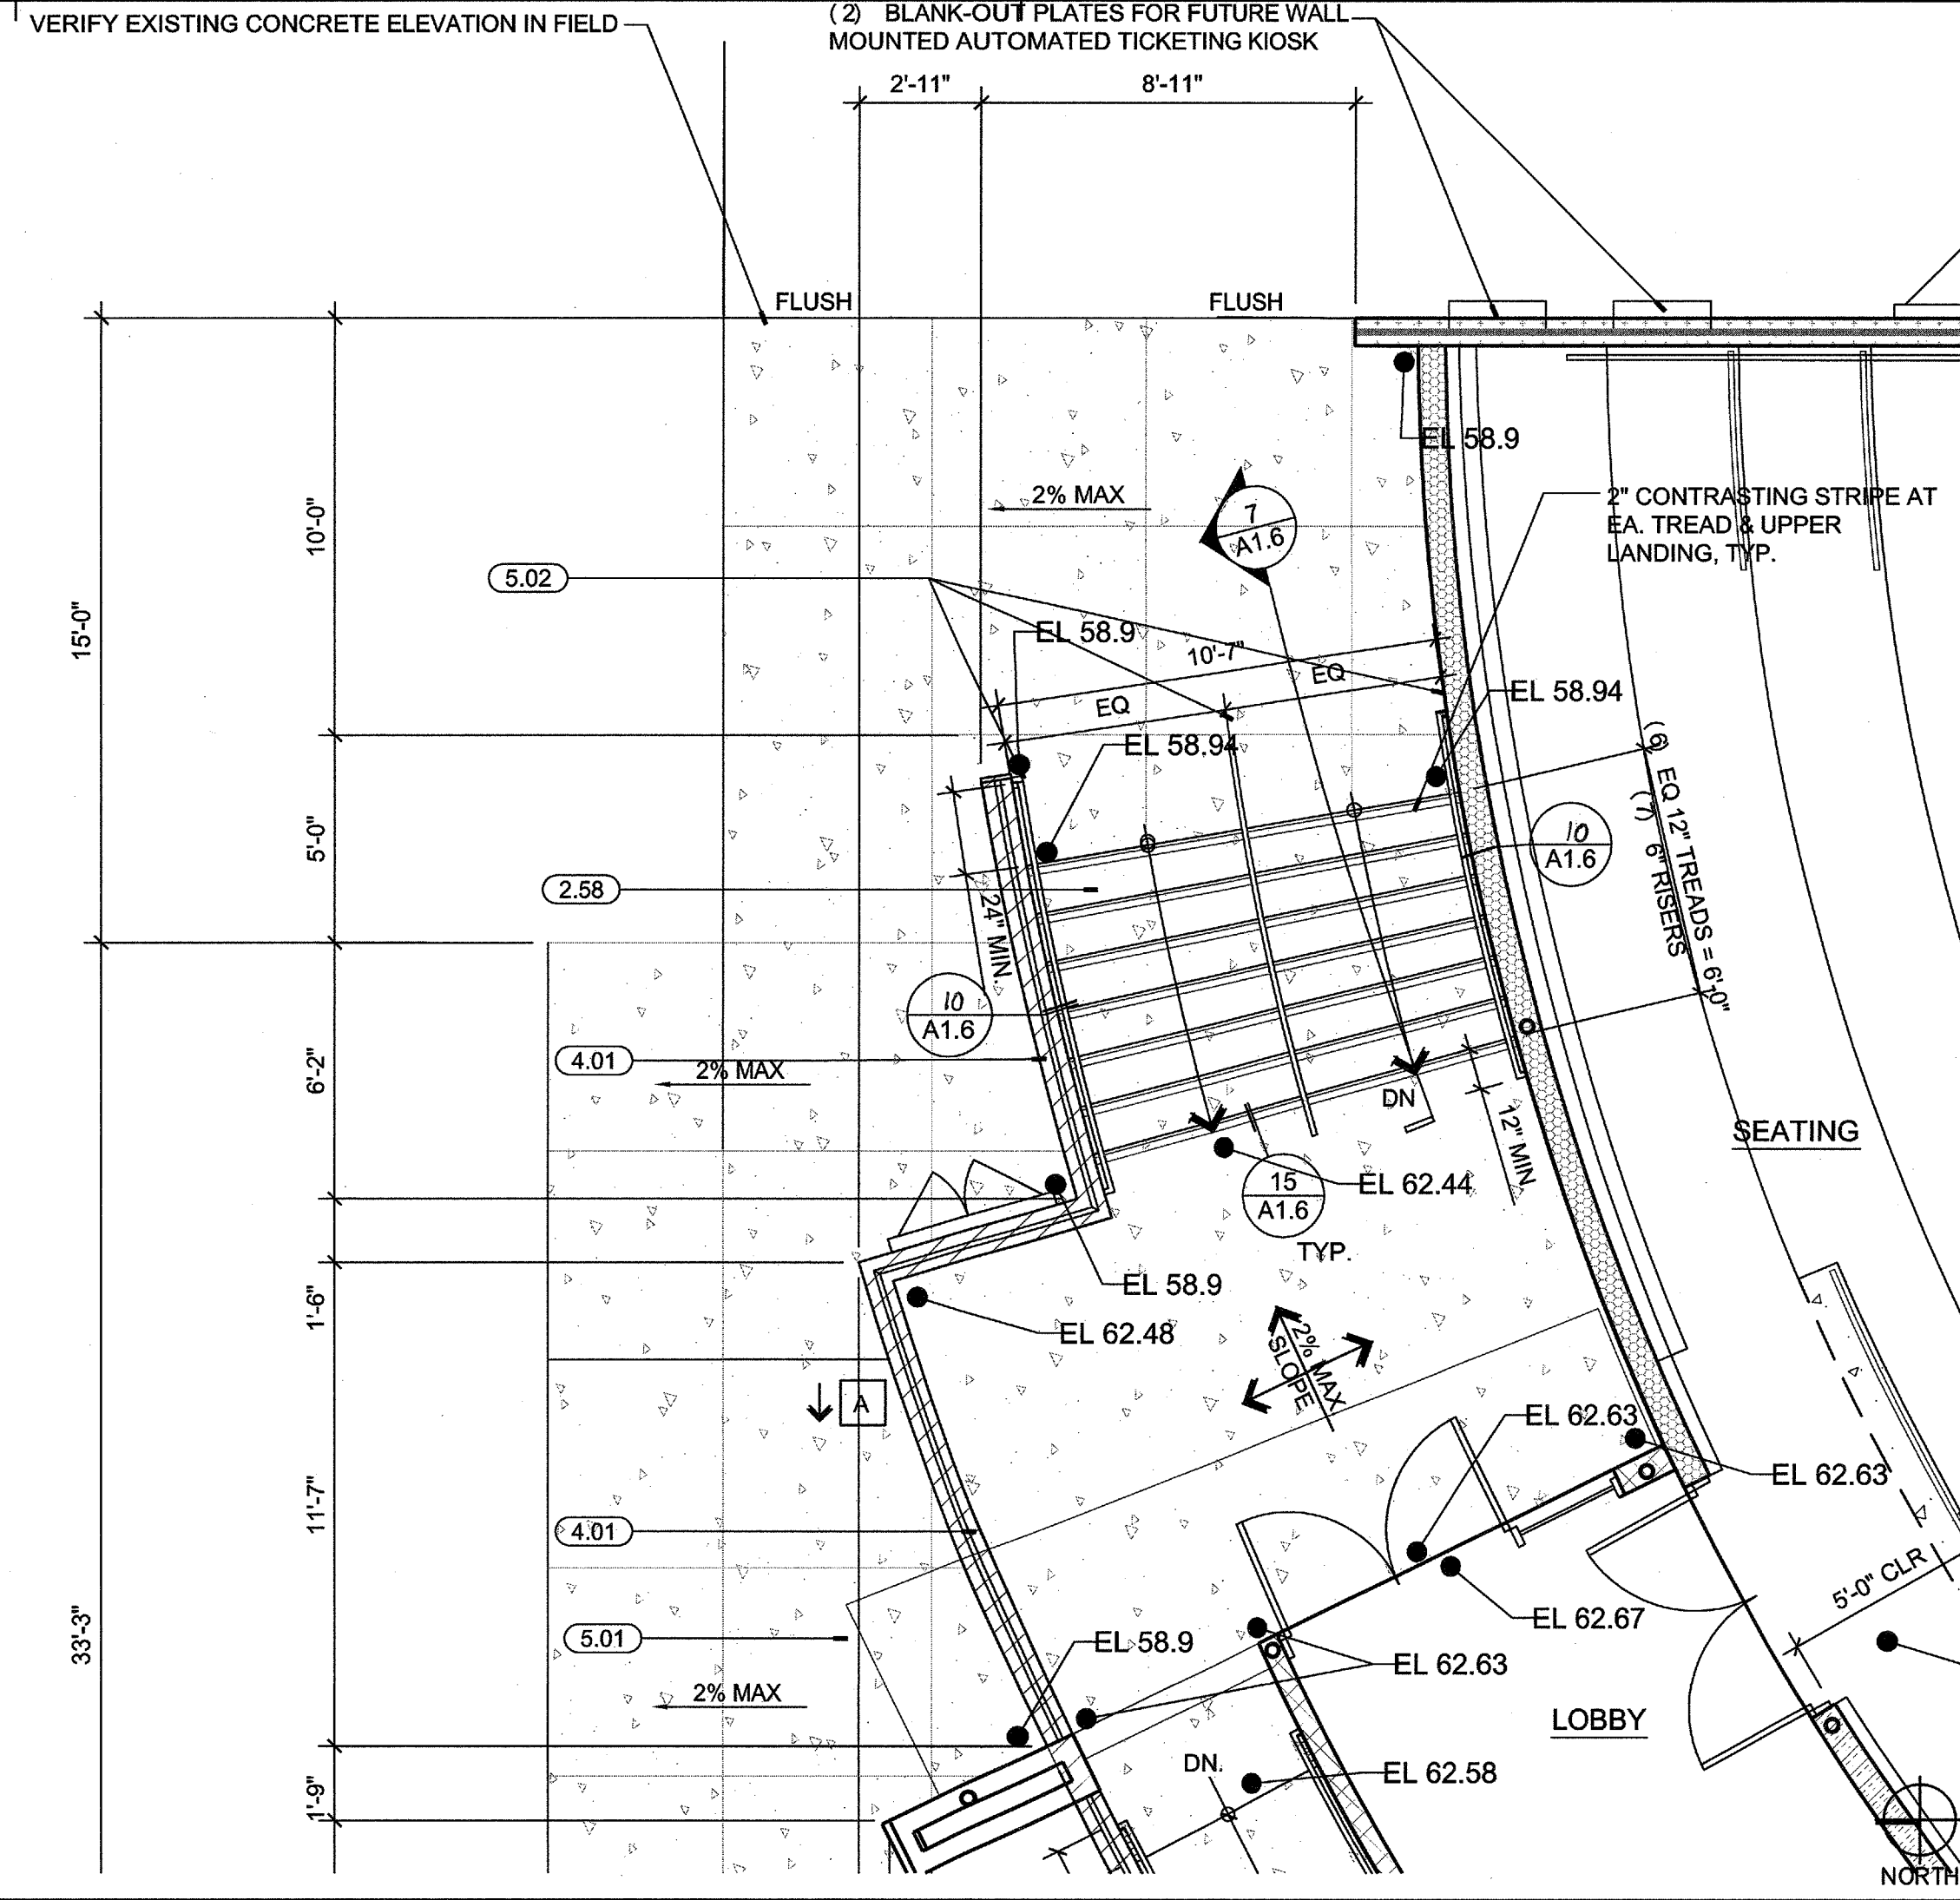 VERIFY EXISTING CONCRETE ELEVATION IN FIELD
(2) BLANK-OUT PLATES FOR FUTURE WALL
MOUNTED AUTOMATED TICKETING KIOSK
2'-11"
8'-11"
FLUSH
FLUSH
EL 58.9
2% MAX
7
A1.6
2" CONTRASTING STRIPE AT
EA. TREAD & UPPER
LANDING, TYP.
10'-0"
15'-0"
5.02
EL 58.9
10'-7"
EQ
EQ
EL 58.94
EL 58.94
(6) EQ 12" TREADS = 6'0"
(7) 6" RISERS
5'-0"
2.58
24" MIN.
10
A1.6
10
A1.6
6'-2"
4.01
2% MAX
DN
12" MIN
SEATING
15
A1.6
TYP.
EL 62.44
EL 58.9
EL 62.48
1'-6"
2% MAX
SLOPE
A
EL 62.63
EL 62.63
11'-7"
4.01
5'-0" CLR
33'-3"
5.01
EL 58.9
EL 62.67
EL 62.63
2% MAX
LOBBY
DN.
EL 62.58
1'-9"
NORTH